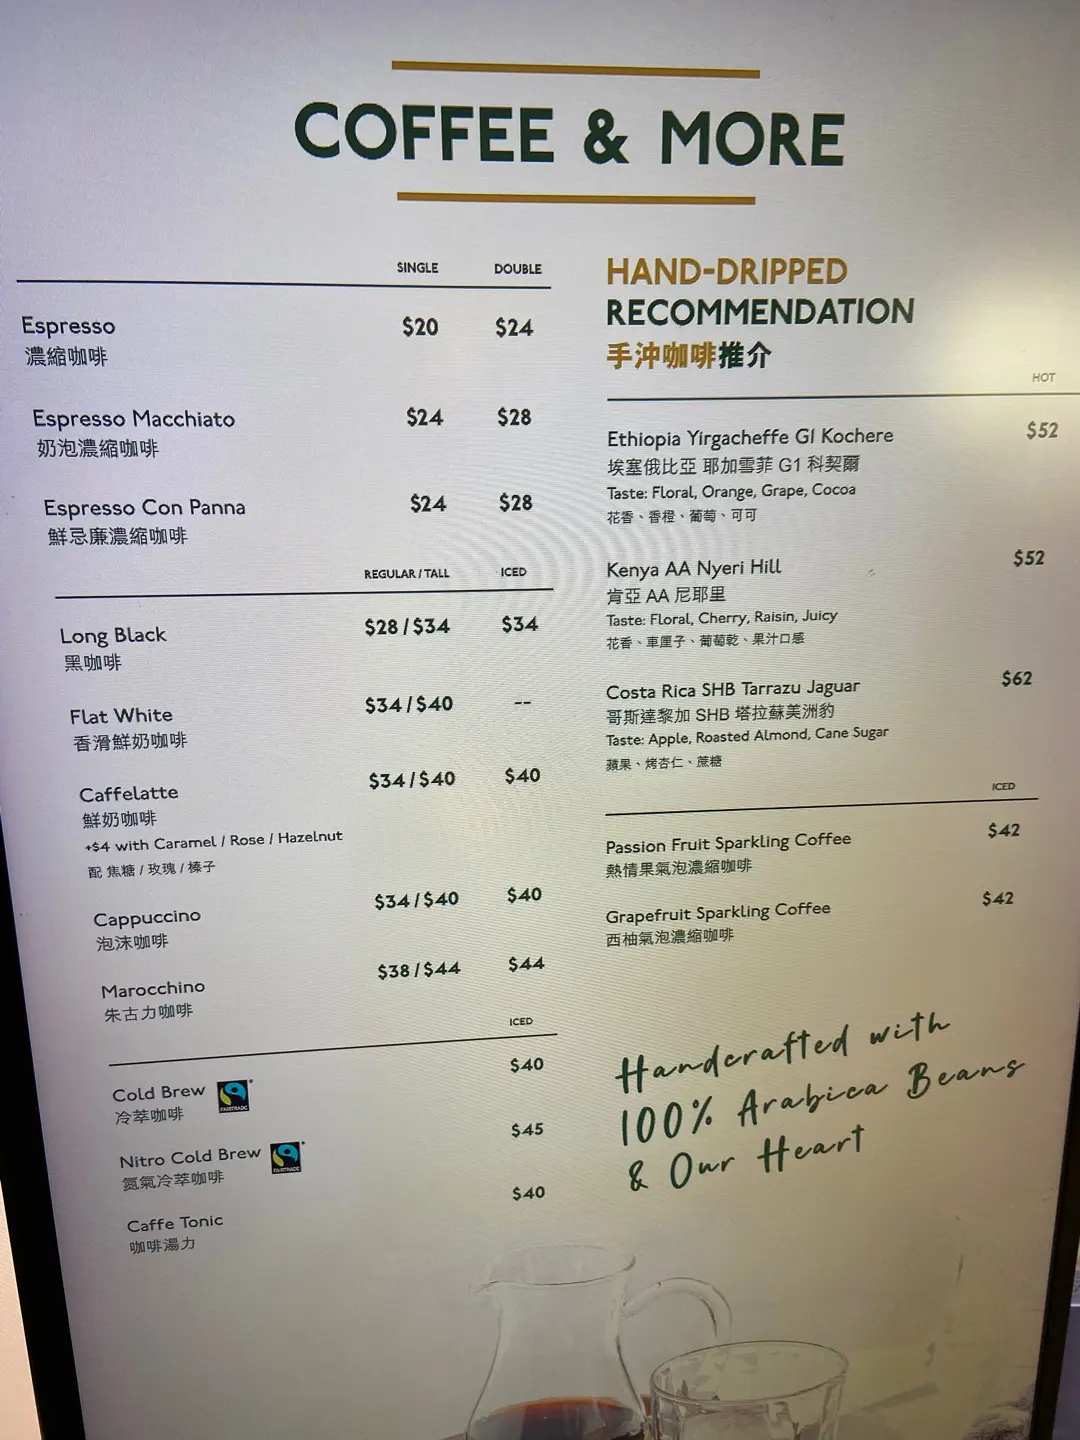 COFFEE & MORE
SINGLE DOUBLE
Espresso $20 $24
濃縮咖啡
Espresso Macchiato $24 $28
奶泡濃縮咖啡
Espresso Con Panna $24 $28
鮮忌廉濃縮咖啡
REGULAR / TALL ICED
Long Black $28 / $34 $34
黑咖啡
Flat White $34 / $40 --
香滑鮮奶咖啡
Caffelatte $34 / $40 $40
鮮奶咖啡
+$4 with Caramel / Rose / Hazelnut
配 焦糖 / 玫瑰 / 榛子
Cappuccino $34 / $40 $40
泡沫咖啡
Marocchino $38 / $44 $44
朱古力咖啡
ICED
Cold Brew FAIRTRADE $40
冷萃咖啡
Nitro Cold Brew FAIRTRADE $45
氮氣冷萃咖啡
Caffe Tonic $40
咖啡湯力
HAND-DRIPPED
RECOMMENDATION
手沖咖啡推介
HOT
Ethiopia Yirgacheffe G1 Kochere $52
埃塞俄比亞 耶加雪菲 G1 科契爾
Taste: Floral, Orange, Grape, Cocoa
花香、香橙、葡萄、可可
Kenya AA Nyeri Hill $52
肯亞 AA 尼耶里
Taste: Floral, Cherry, Raisin, Juicy
花香、車厘子、葡萄乾、果汁口感
Costa Rica SHB Tarrazu Jaguar $62
哥斯達黎加 SHB 塔拉蘇美洲豹
Taste: Apple, Roasted Almond, Cane Sugar
蘋果、烤杏仁、蔗糖
ICED
Passion Fruit Sparkling Coffee $42
熱情果氣泡濃縮咖啡
Grapefruit Sparkling Coffee $42
西柚氣泡濃縮咖啡
Handcrafted with
100% Arabica Beans
& Our Heart